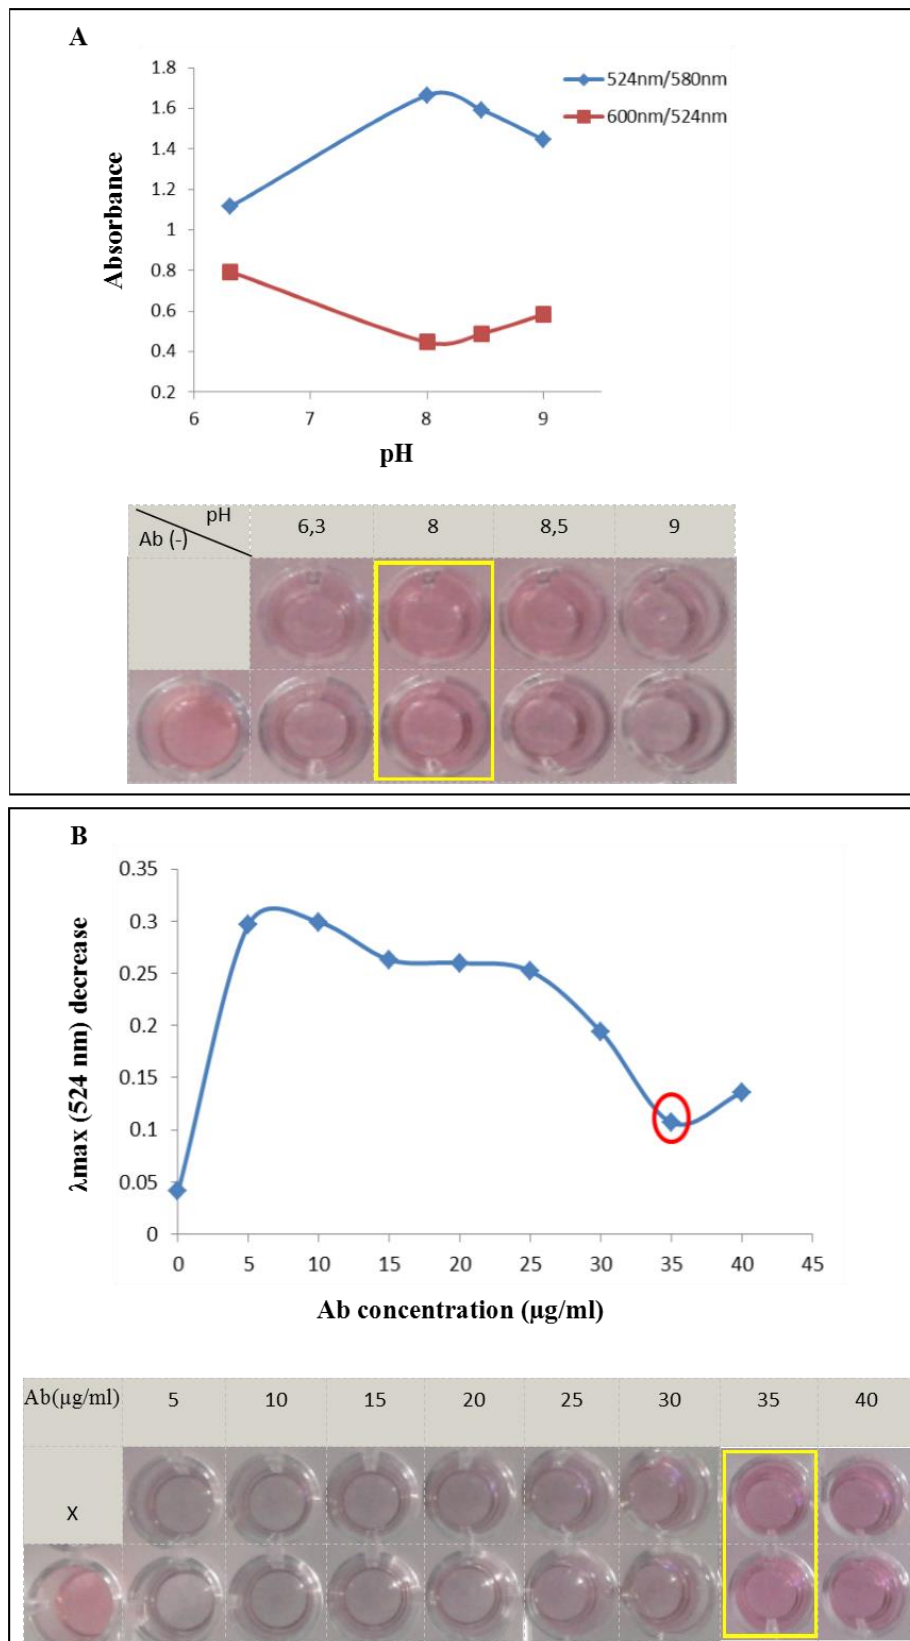 A
1.8
1.6
1.4
1.2
1
0.8
0.6
0.4
0.2
6 7 8 9
Absorbance
pH
524nm/580nm
600nm/524nm
pH
Ab (-)
6,3 8 8,5 9
B
0.35
0.3
0.25
0.2
0.15
0.1
0.05
0
0 5 10 15 20 25 30 35 40 45
λmax (524 nm) decrease
Ab concentration (µg/ml)
Ab(µg/ml) 5 10 15 20 25 30 35 40
X